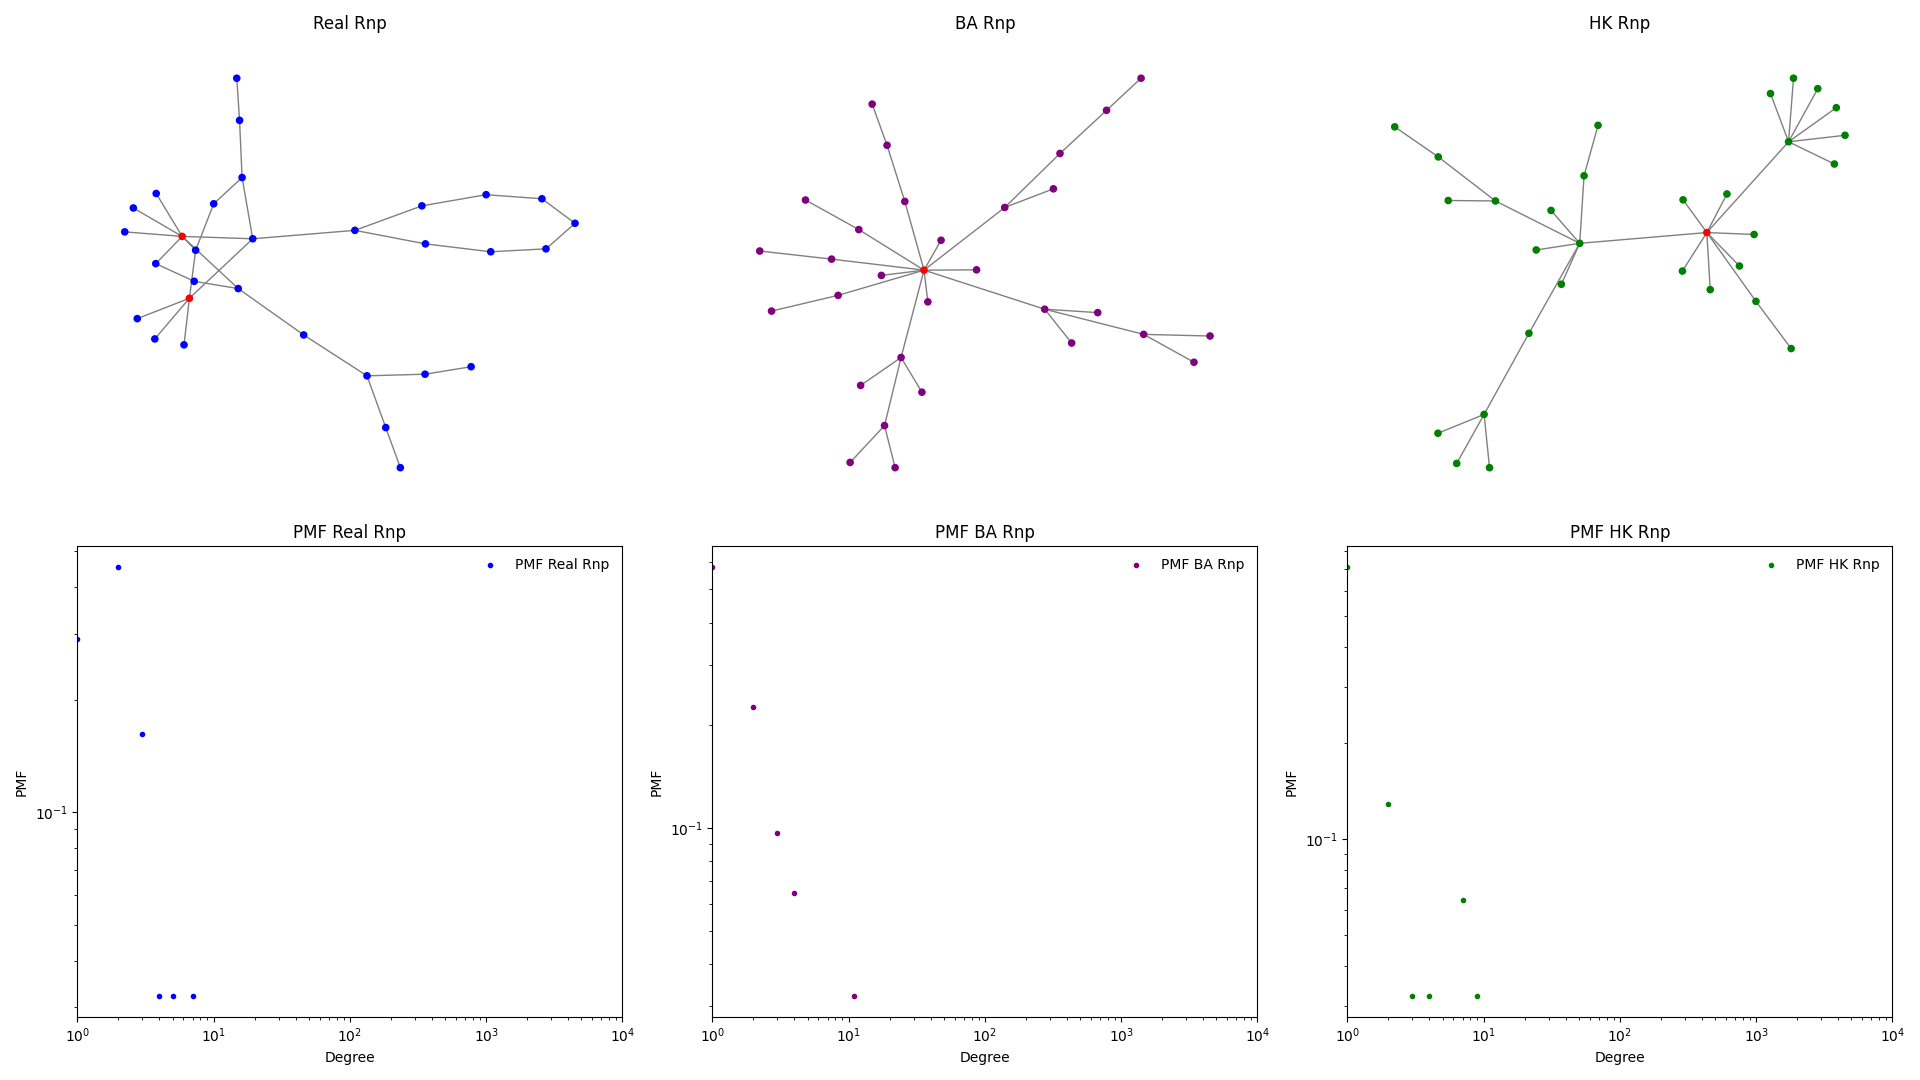 Real Rnp
BA Rnp
HK Rnp
PMF Real Rnp
PMF Real Rnp
PMF
10⁻¹
10⁰ 10¹ 10² 10³ 10⁴
Degree
PMF BA Rnp
PMF BA Rnp
PMF
10⁻¹
10⁰ 10¹ 10² 10³ 10⁴
Degree
PMF HK Rnp
PMF HK Rnp
PMF
10⁻¹
10⁰ 10¹ 10² 10³ 10⁴
Degree